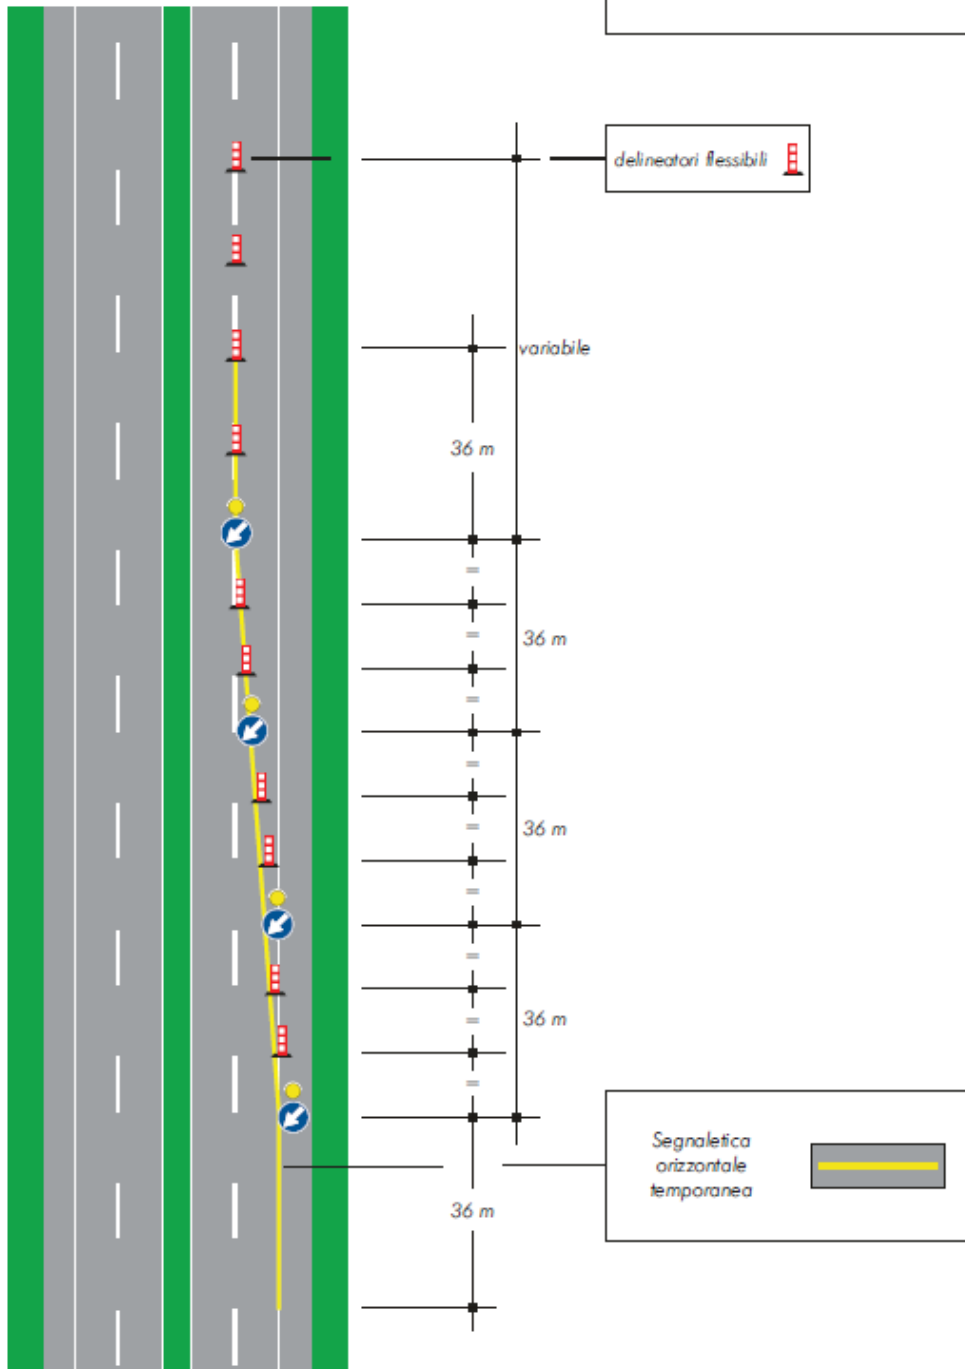 delineatori flessibili
variabile
36 m
=
=
36 m
=
=
36 m
=
=
=
36 m
=
Segnaletica
orizzontale
temporanea
36 m